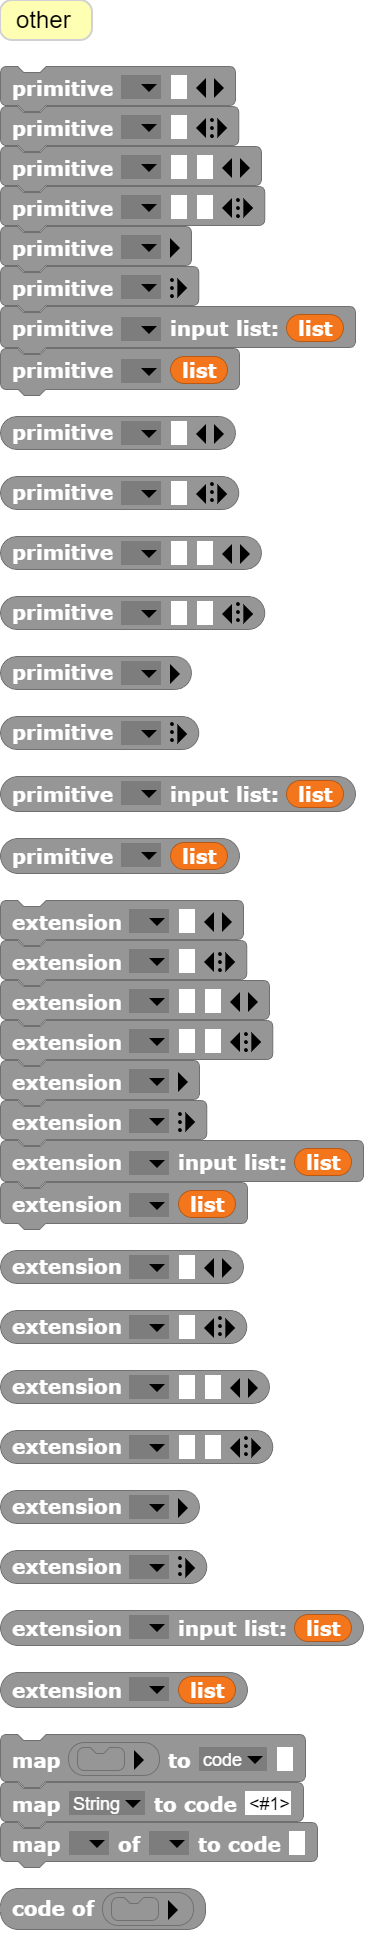 other
primitive
primitive
primitive
primitive
primitive
primitive
primitive input list: list
primitive list
primitive
primitive
primitive
primitive
primitive
primitive
primitive input list: list
primitive list
extension
extension
extension
extension
extension
extension
extension input list: list
extension list
extension
extension
extension
extension
extension
extension
extension input list: list
extension list
map to code
map String to code <#1>
map of to code
code of